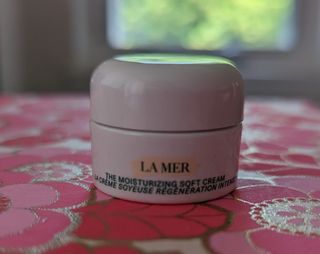 LA MER
THE MOISTURIZING SOFT CREAM
LA CRÈME SOYEUSE RÉGÉNÉRATION INTENSE